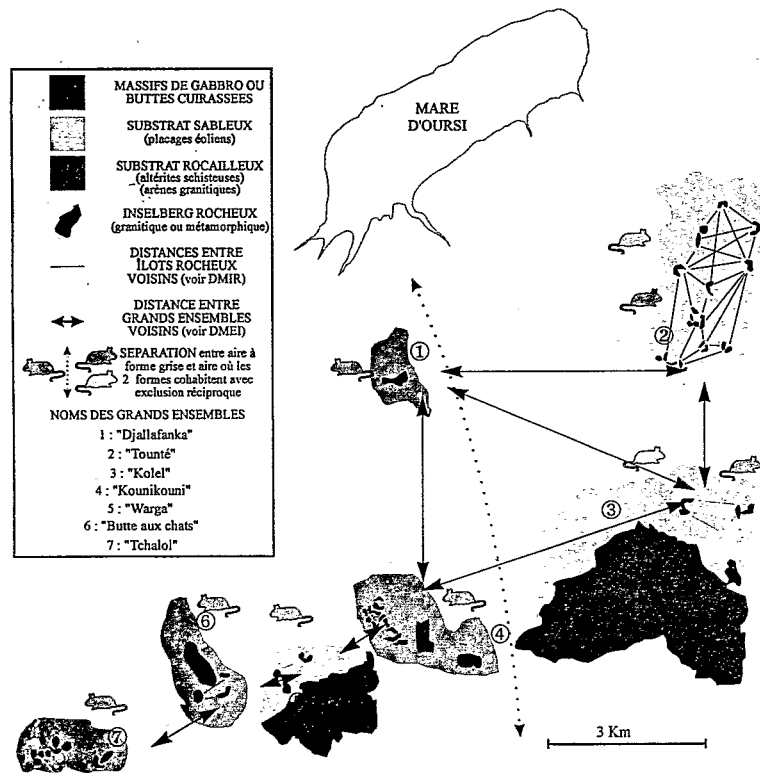 MARE
D'OURSI
MASSIFS DE GABBRO OU
BUTTES CUIRASSEES
SUBSTRAT SABLEUX
(placages éoliens)
SUBSTRAT ROCAILLEUX
(altérites schisteuses)
(arènes granitiques)
INSELBERG ROCHEUX
(granitique ou métamorphique)
DISTANCES ENTRE
ÎLOTS ROCHEUX
VOISINS (voir DMIR)
DISTANCE ENTRE
GRANDS ENSEMBLES
VOISINS (voir DMEI)
SEPARATION entre aire à
forme grise et aire où les
2 formes cohabitent avec
exclusion réciproque
NOMS DES GRANDS ENSEMBLES
1 : "Djallafanka"
2 : "Tounté"
3 : "Kolel"
4 : "Kounikouni"
5 : "Warga"
6 : "Butte aux chats"
7 : "Tchalol"
1
2
3
4
6
7
3 Km